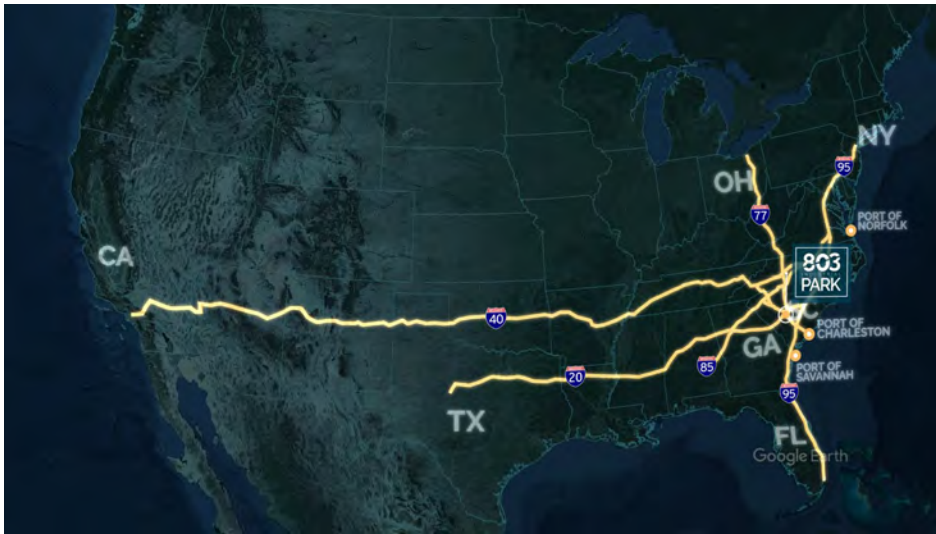 NY
95
OH
77
PORT OF
NORFOLK
CA
803
PARK
40
PORT OF
CHARLESTON
GA
85
20
PORT OF
SAVANNAH
95
TX
FL
Google Earth